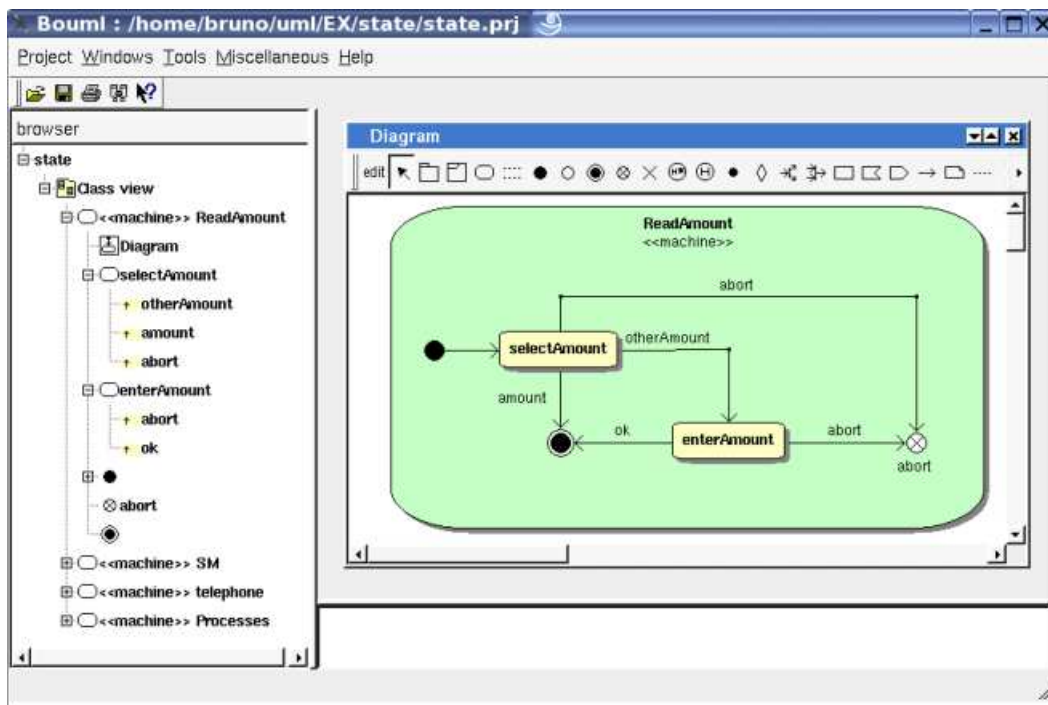 Bouml : /home/bruno/uml/EX/state/state.prj
Project Windows Tools Miscellaneous Help
browser
state
Class view
<<machine>> ReadAmount
Diagram
selectAmount
otherAmount
amount
abort
enterAmount
abort
ok
abort
<<machine>> SM
<<machine>> telephone
<<machine>> Processes
Diagram
edit
ReadAmount
<<machine>>
abort
selectAmount
otherAmount
amount
ok
enterAmount
abort
abort